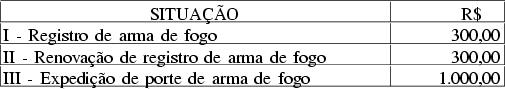 SITUAÇÃO R$
I - Registro de arma de fogo 300,00
II - Renovação de registro de arma de fogo 300,00
III - Expedição de porte de arma de fogo 1.000,00